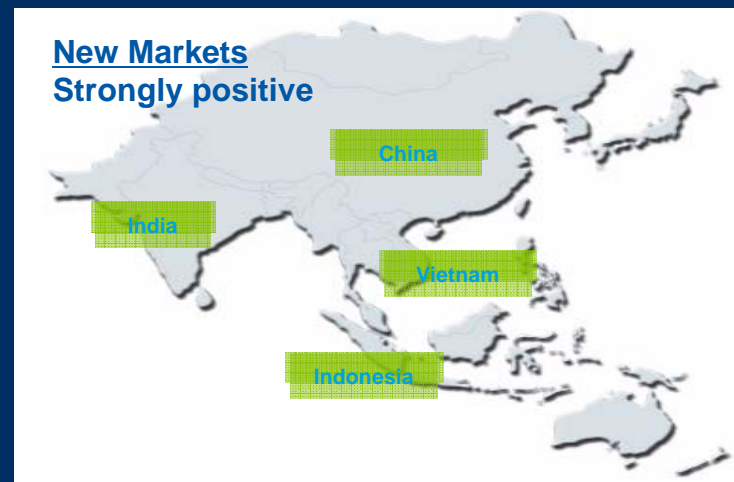 New Markets
Strongly positive
China
India
Vietnam
Indonesia